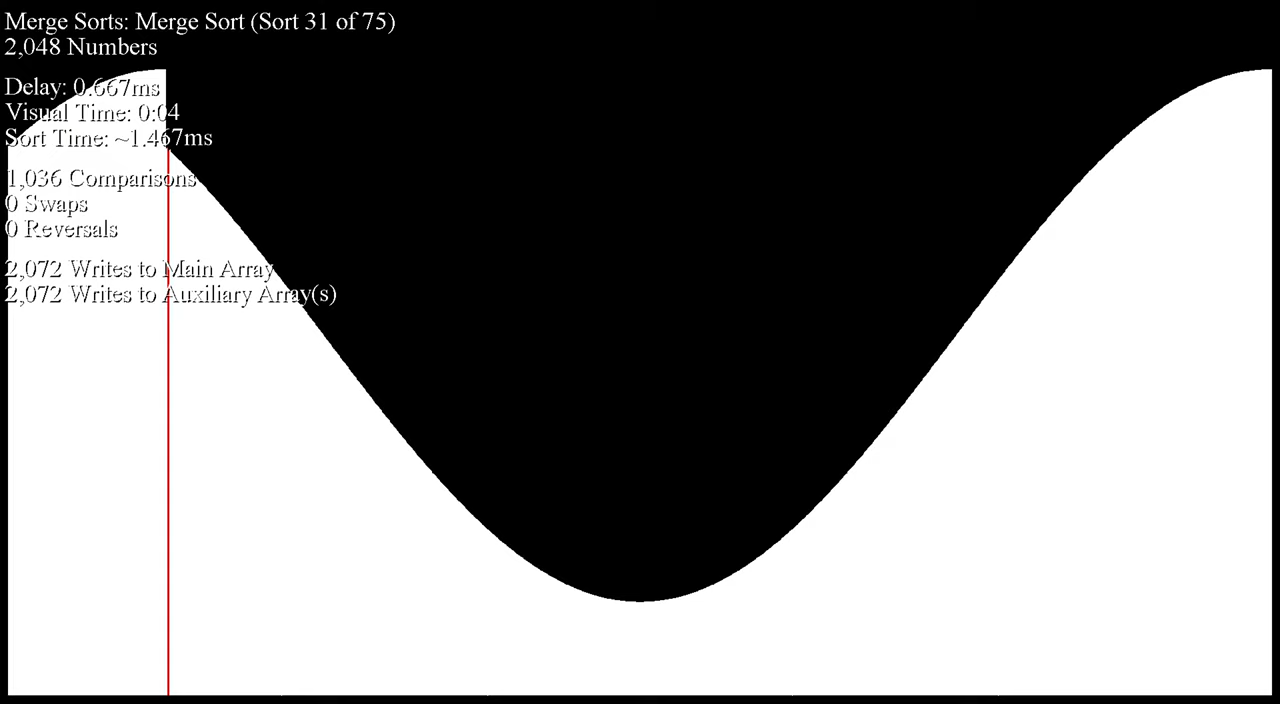 Merge Sorts: Merge Sort (Sort 31 of 75)
2,048 Numbers
Delay: 0.667ms
Visual Time: 0:04
Sort Time: ~1.467ms
1,036 Comparisons
0 Swaps
0 Reversals
2,072 Writes to Main Array
2,072 Writes to Auxiliary Array(s)